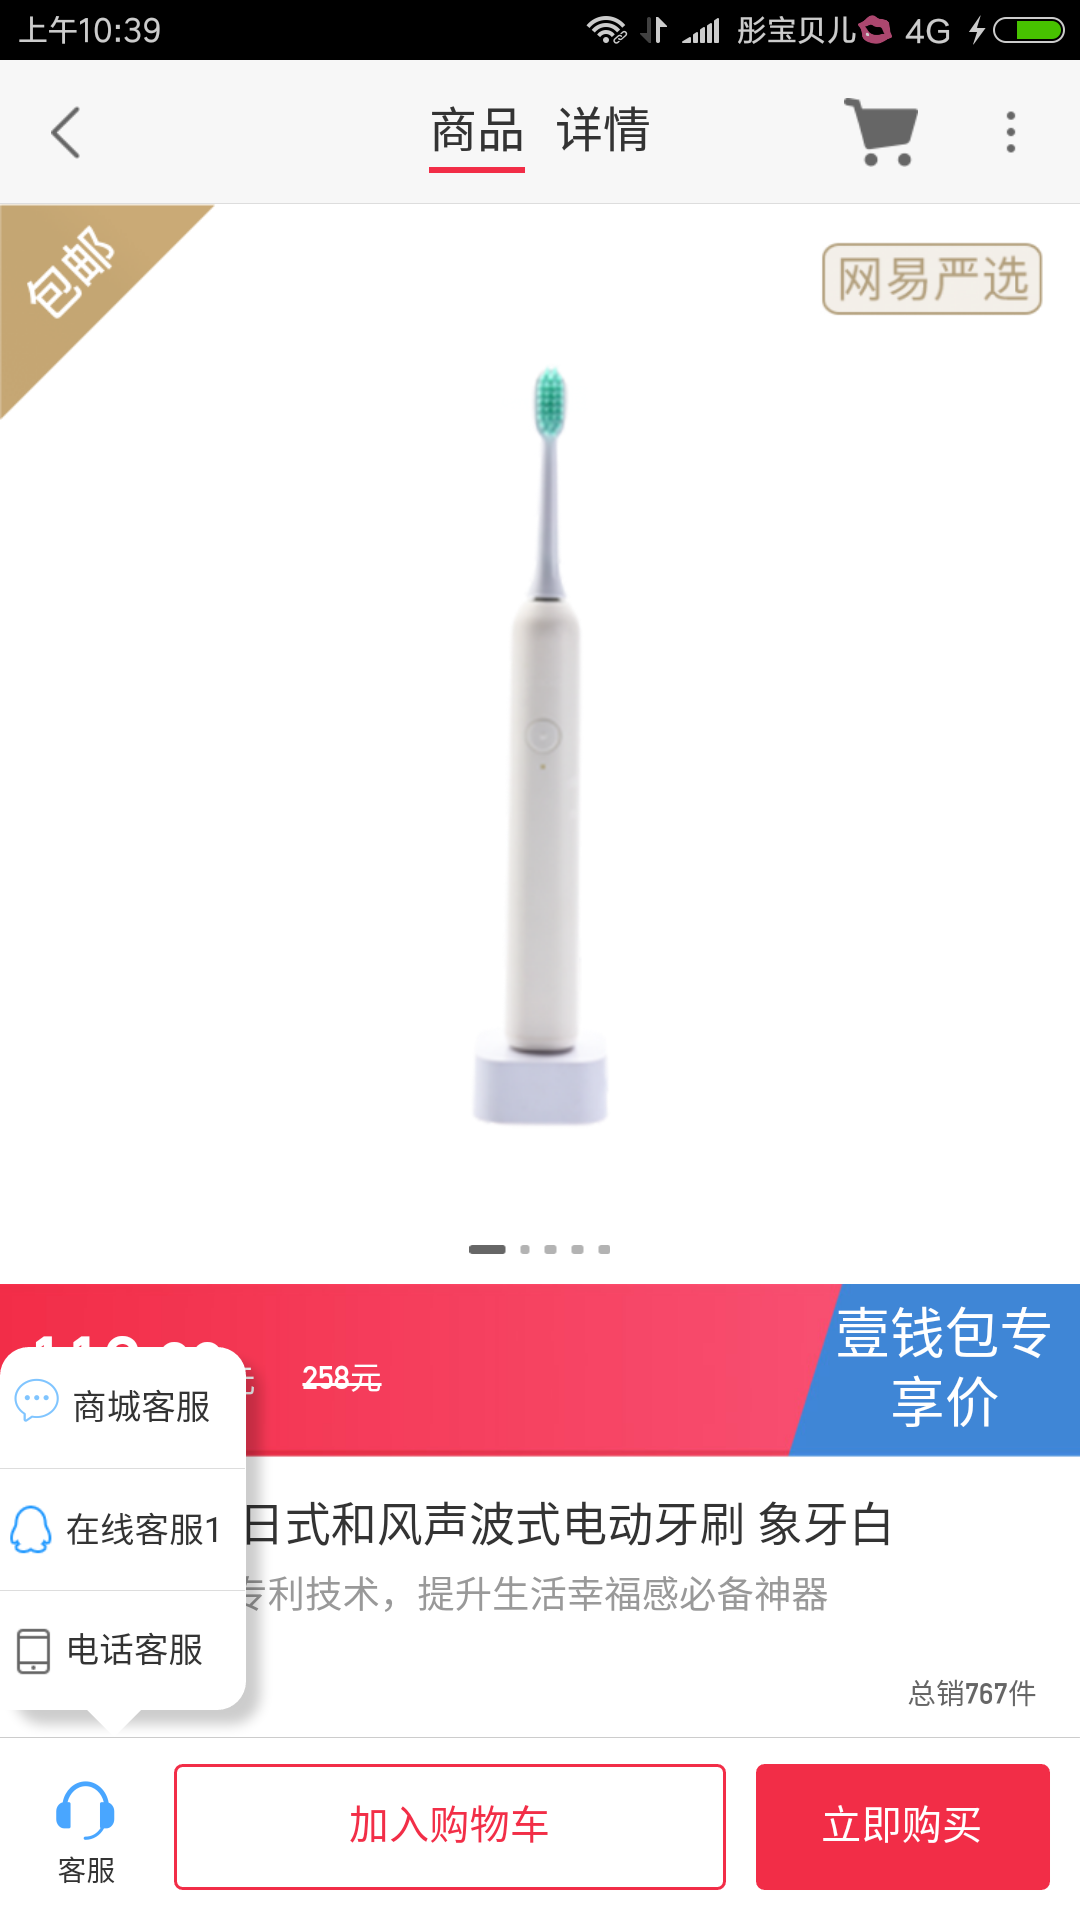 上午10:39
彤宝贝儿 4G
商品 详情
包邮
网易严选
壹钱包专
享价
258元
商城客服
日式和风声波式电动牙刷 象牙白
在线客服1
专利技术，提升生活幸福感必备神器
电话客服
总销767件
客服
加入购物车
立即购买